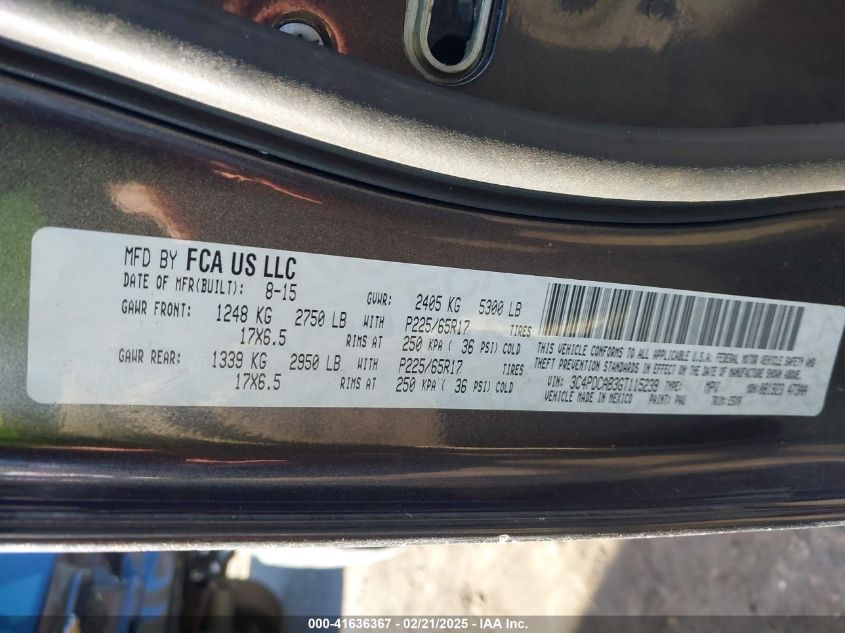 MFD BY FCA US LLC
DATE OF MFR(BUILT): 8-15 GVWR: 2405 KG 5300 LB
GAWR FRONT: 1248 KG 2750 LB WITH P225/65R17 TIRES
17X6.5 RIMS AT 250 KPA ( 36 PSI) COLD
GAWR REAR: 1339 KG 2950 LB WITH P225/65R17 TIRES
17X6.5 RIMS AT 250 KPA ( 36 PSI) COLD
THIS VEHICLE CONFORMS TO ALL APPLICABLE U.S.A. FEDERAL MOTOR VEHICLE SAFETY AND
THEFT PREVENTION STANDARDS IN EFFECT ON THE DATE OF MANUFACTURE SHOWN ABOVE.
VIN: 3C4PDCAB3GT115239 TYPE: MPV MDH: 473AA
VEHICLE MADE IN MEXICO PAINT: PAU TRIM:
000-41636367 - 02/21/2025 - IAA Inc.